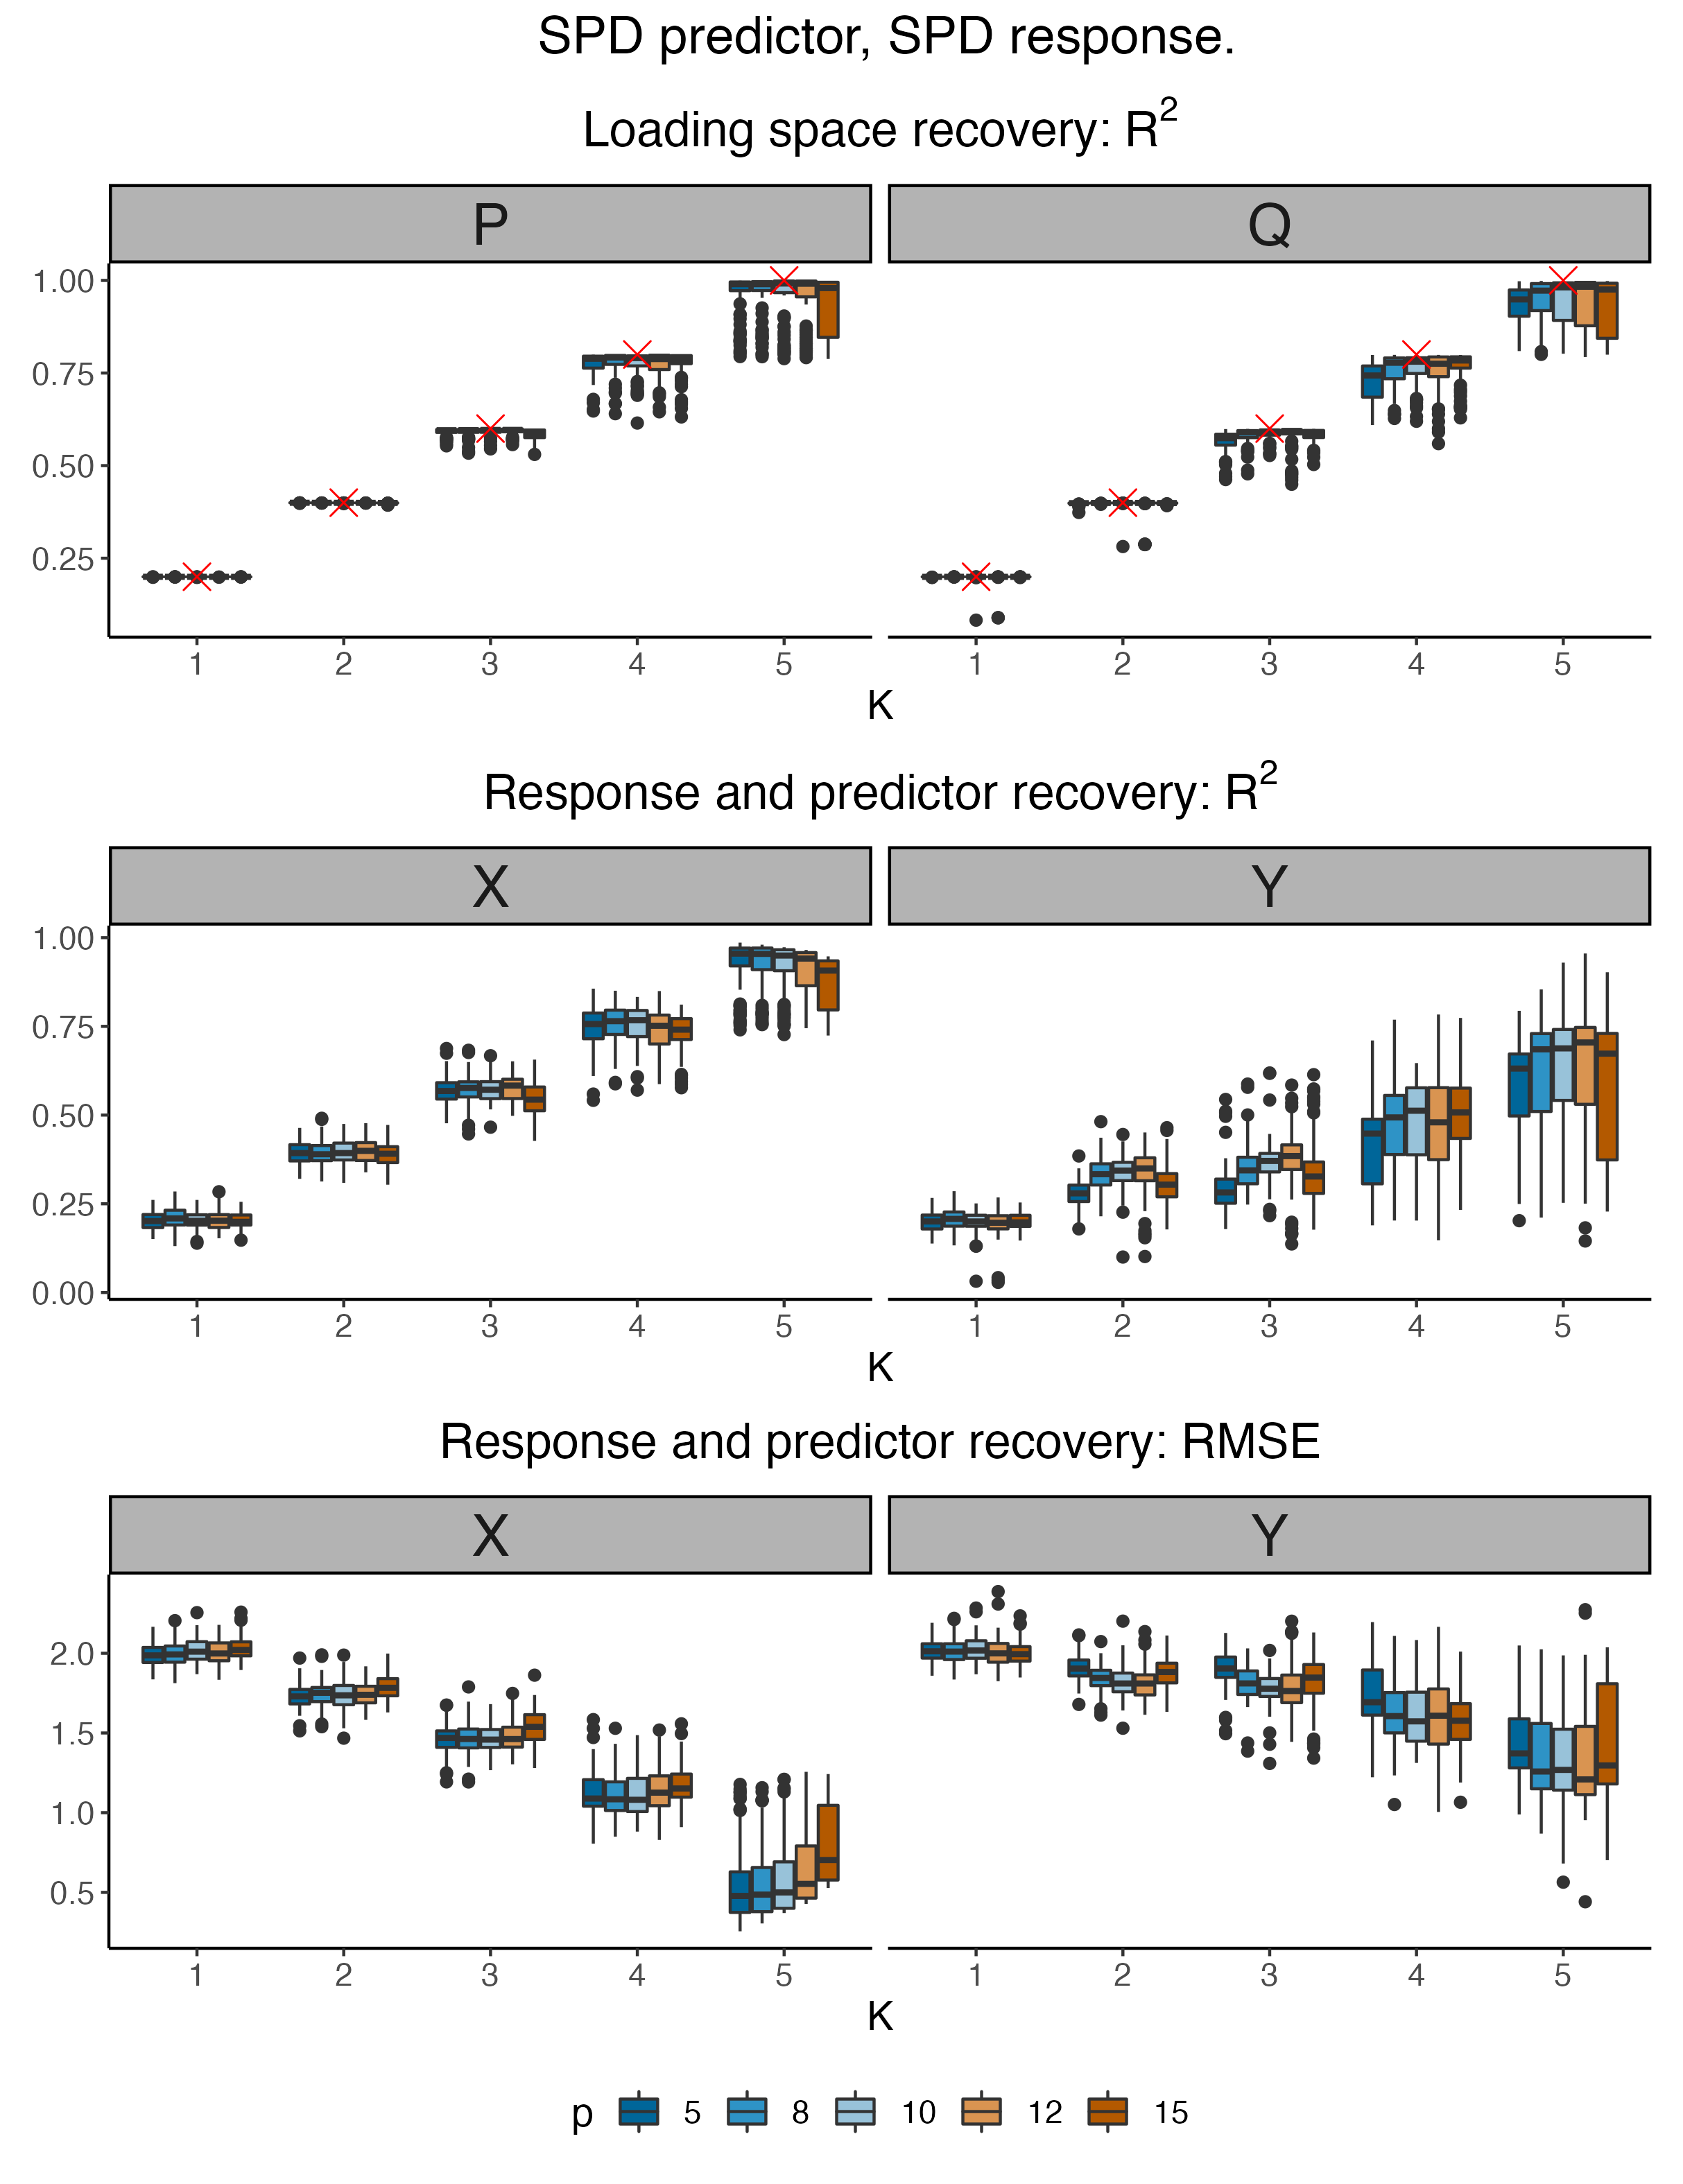 SPD predictor, SPD response.
Loading space recovery: R²
P Q
1.00
0.75
0.50
0.25
1 2 3 4 5 1 2 3 4 5
K
Response and predictor recovery: R²
X Y
1.00
0.75
0.50
0.25
0.00
1 2 3 4 5 1 2 3 4 5
K
Response and predictor recovery: RMSE
X Y
2.0
1.5
1.0
0.5
1 2 3 4 5 1 2 3 4 5
K
p 5 8 10 12 15